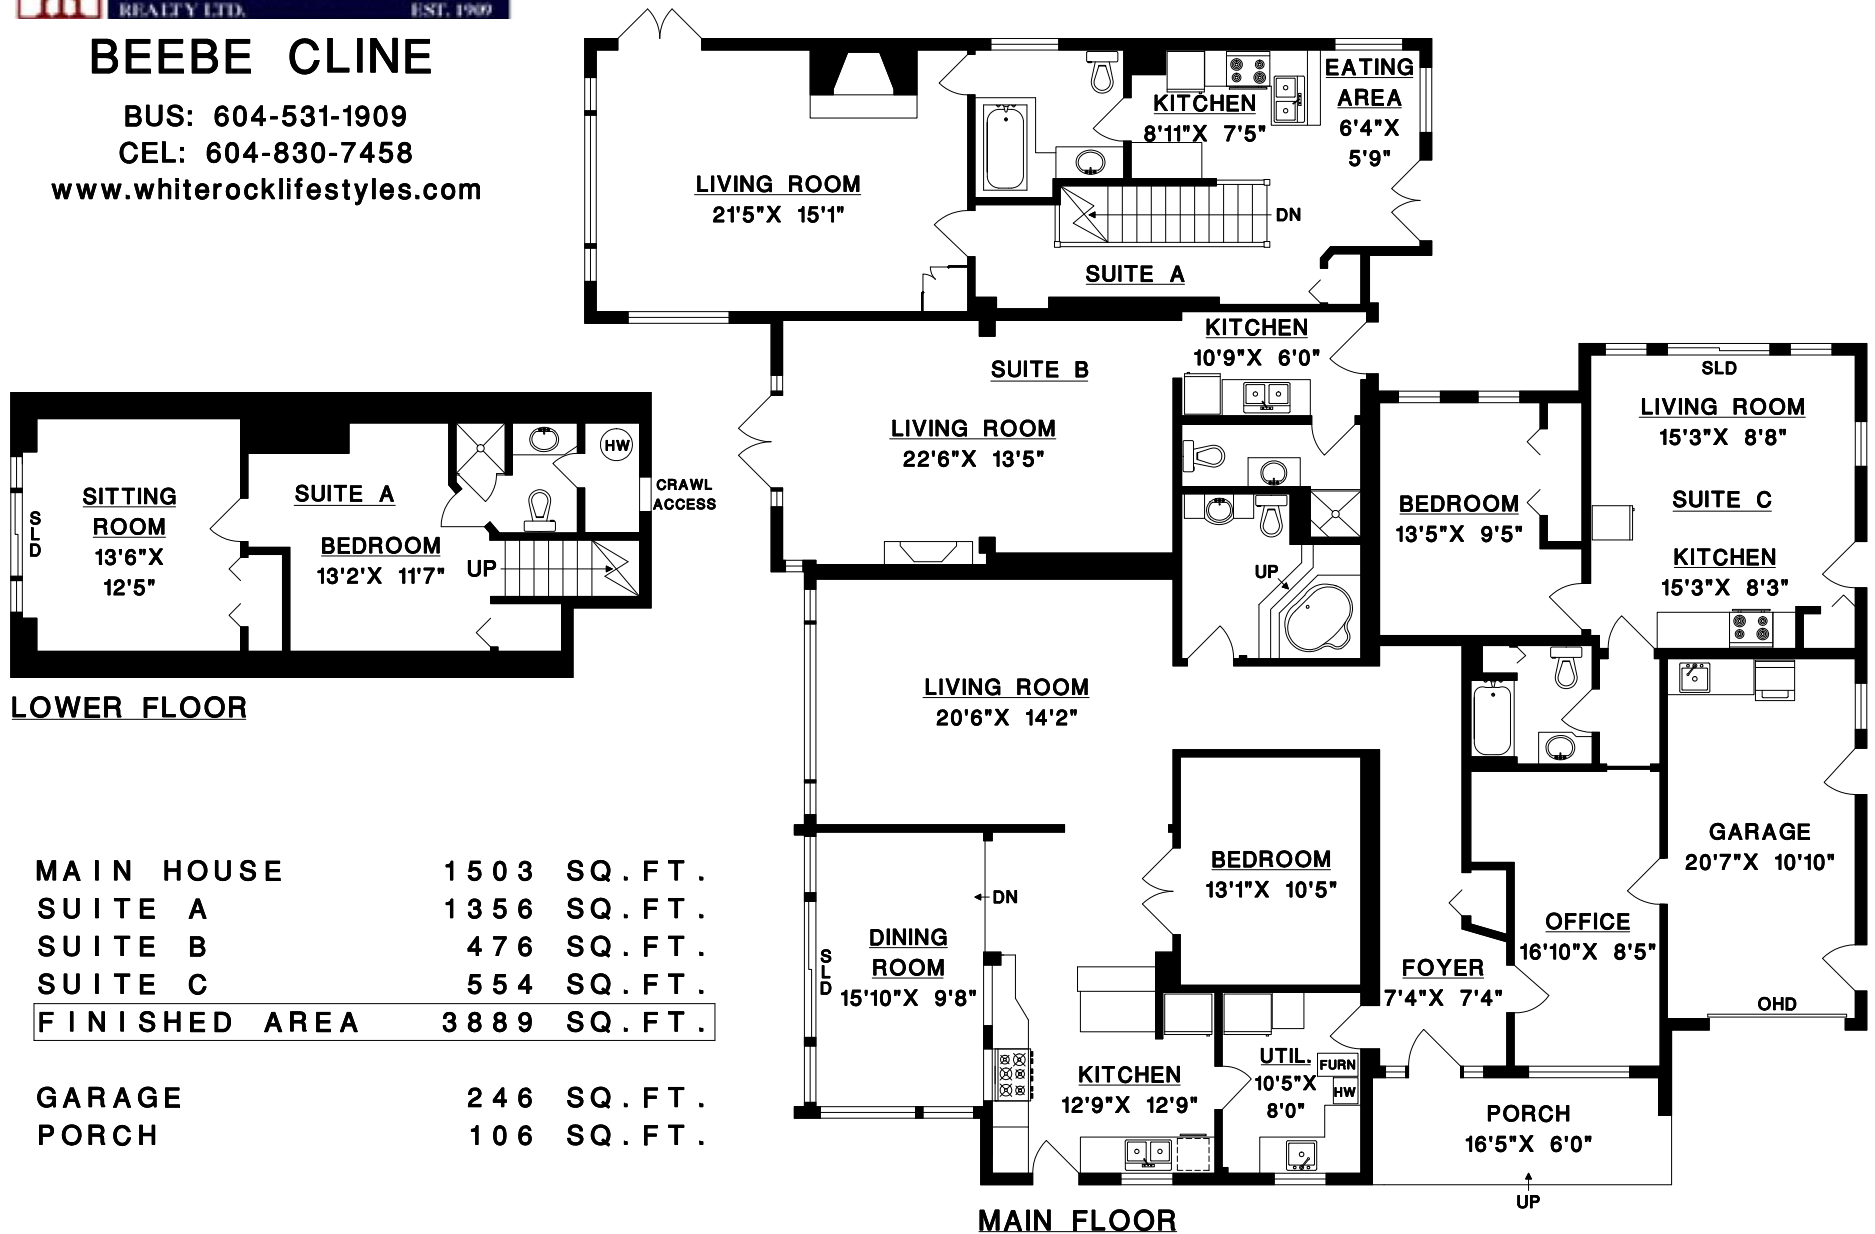 REALTY LTD. EST. 1909
BEEBE CLINE
BUS: 604-531-1909
CEL: 604-830-7458
www.whiterocklifestyles.com
LIVING ROOM
21'5"X 15'1"
KITCHEN
8'11"X 7'5"
EATING
AREA
6'4"X
5'9"
DN
SUITE A
KITCHEN
10'9"X 6'0"
SUITE B
LIVING ROOM
22'6"X 13'5"
SLD
LIVING ROOM
15'3"X 8'8"
SUITE C
KITCHEN
15'3"X 8'3"
BEDROOM
13'5"X 9'5"
UP
SITTING
ROOM
13'6"X
12'5"
SLD
SUITE A
BEDROOM
13'2'X 11'7"
UP
HW
CRAWL
ACCESS
LOWER FLOOR
LIVING ROOM
20'6"X 14'2"
BEDROOM
13'1"X 10'5"
DN
DINING
ROOM
15'10"X 9'8"
SLD
GARAGE
20'7"X 10'10"
OHD
OFFICE
16'10"X 8'5"
FOYER
7'4"X 7'4"
KITCHEN
12'9"X 12'9"
UTIL.
10'5"X
8'0"
FURN
HW
PORCH
16'5"X 6'0"
UP
MAIN FLOOR
MAIN HOUSE 1503 SQ.FT.
SUITE A 1356 SQ.FT.
SUITE B 476 SQ.FT.
SUITE C 554 SQ.FT.
FINISHED AREA 3889 SQ.FT.
GARAGE 246 SQ.FT.
PORCH 106 SQ.FT.